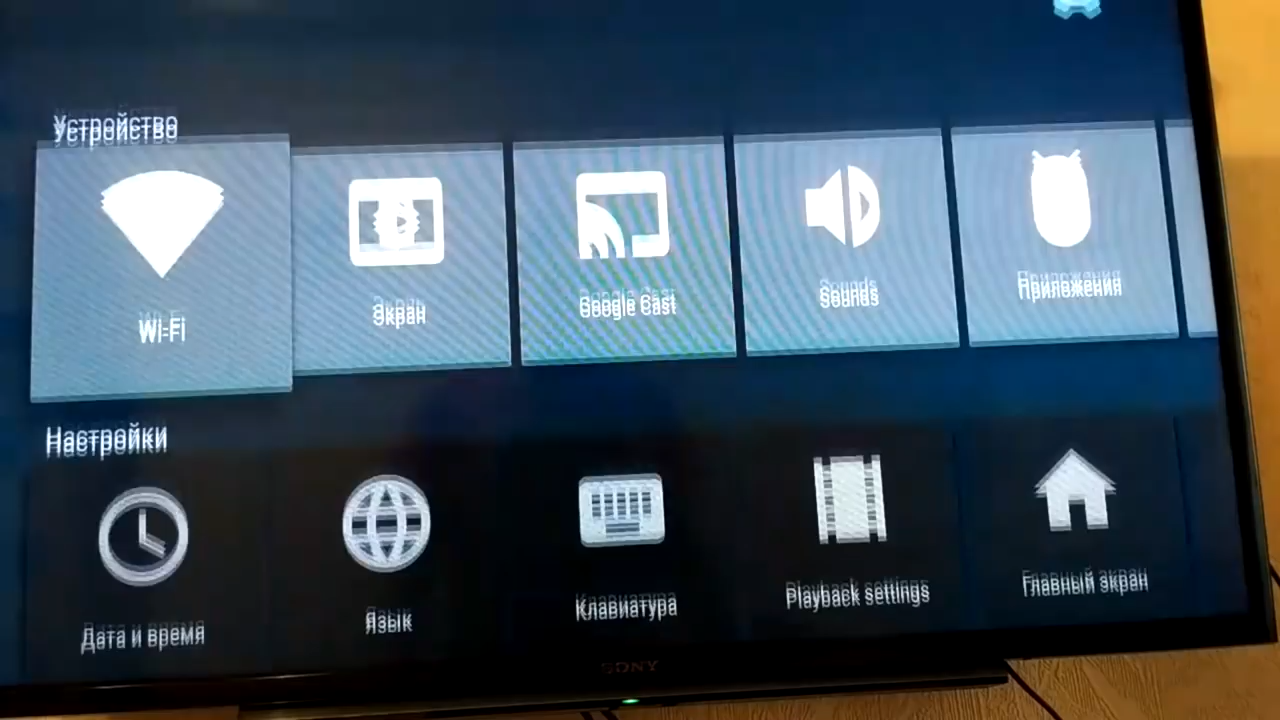 Устройство
Wi-Fi
Экран
Google Cast
Sounds
Приложения
Настройки
Дата и время
Язык
Клавиатура
Playback settings
Главный экран
SONY